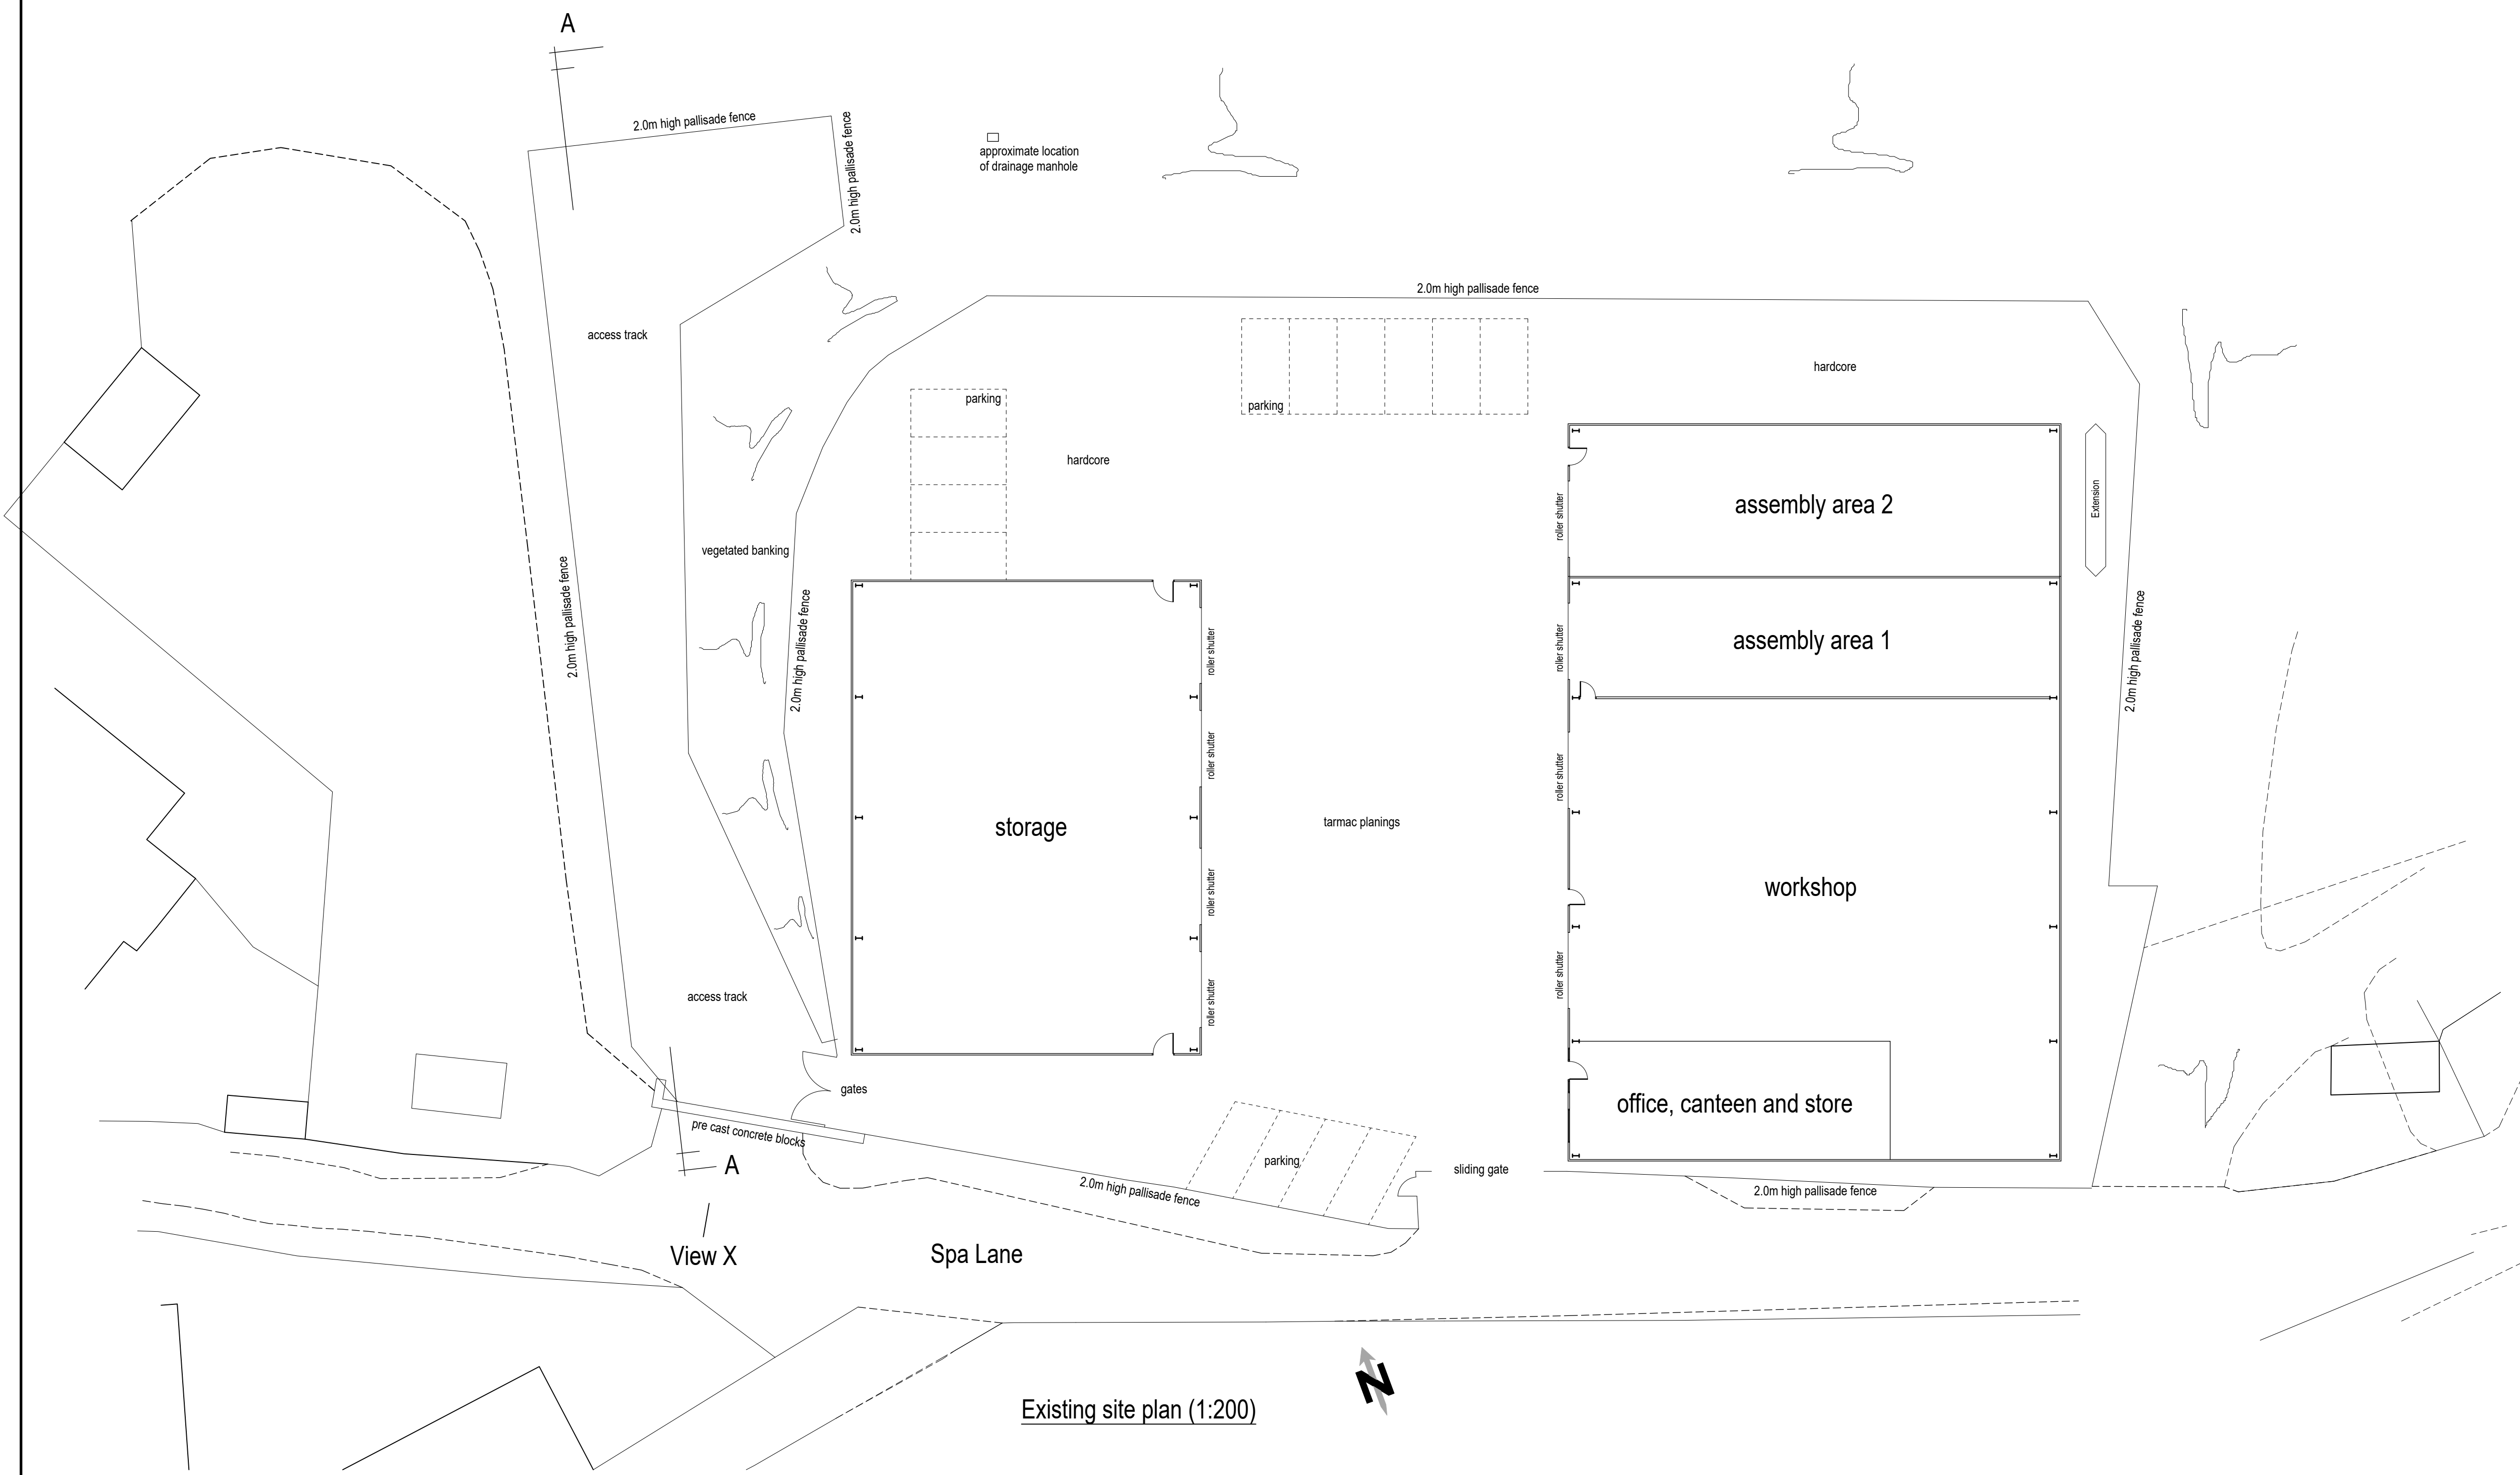 A
2.0m high pallisade fence
2.0m high pallisade fence
approximate location
of drainage manhole
2.0m high pallisade fence
access track
hardcore
parking
parking
hardcore
roller shutter
assembly area 2
Extension
vegetated banking
2.0m high pallisade fence
2.0m high pallisade fence
roller shutter
roller shutter
assembly area 1
2.0m high pallisade fence
roller shutter
roller shutter
storage
tarmac planings
workshop
roller shutter
access track
roller shutter
roller shutter
gates
office, canteen and store
pre cast concrete blocks
A
parking
sliding gate
2.0m high pallisade fence
2.0m high pallisade fence
View X
Spa Lane
N
Existing site plan (1:200)